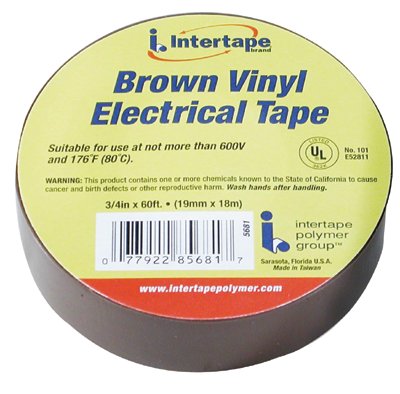 i. Intertape
brand
Brown Vinyl
Electrical Tape
Suitable for use at not more than 600V
and 176˚F (80˚C).
LISTED
UL
No. 101
E52811
WARNING: This product contains one or more chemicals known to the State of California to cause
cancer and birth defects or other reproductive harm. Wash hands after handling.
3/4in x 60ft. • (19mm x 18m)
5681
0 77922 85681 7
intertape
polymer
group™
Sarasota, Florida U.S.A.
Made in Taiwan
www.intertapepolymer.com